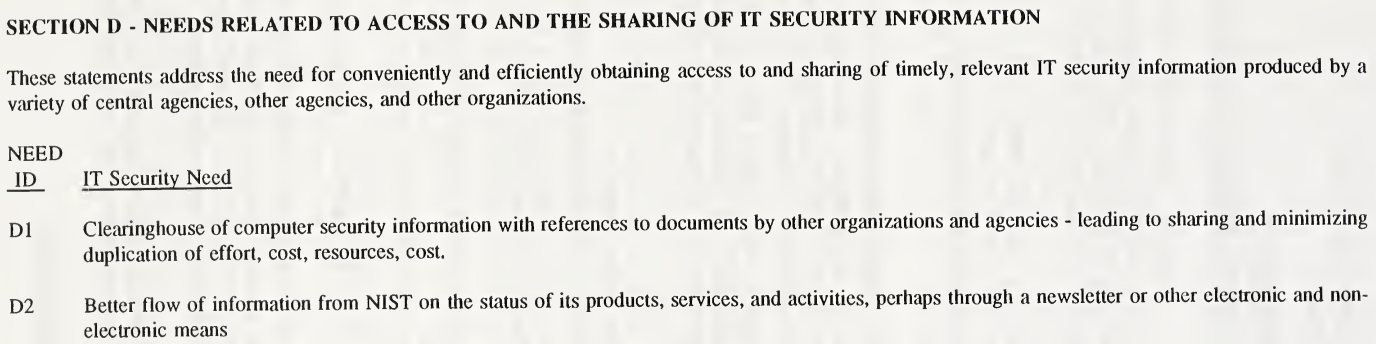 SECTION D - NEEDS RELATED TO ACCESS TO AND THE SHARING OF IT SECURITY INFORMATION
These statements address the need for conveniently and efficiently obtaining access to and sharing of timely, relevant IT security information produced by a
variety of central agencies, other agencies, and other organizations.
NEED
ID IT Security Need
D1 Clearinghouse of computer security information with references to documents by other organizations and agencies - leading to sharing and minimizing
duplication of effort, cost, resources, cost.
D2 Better flow of information from NIST on the status of its products, services, and activities, perhaps through a newsletter or other electronic and non-
electronic means